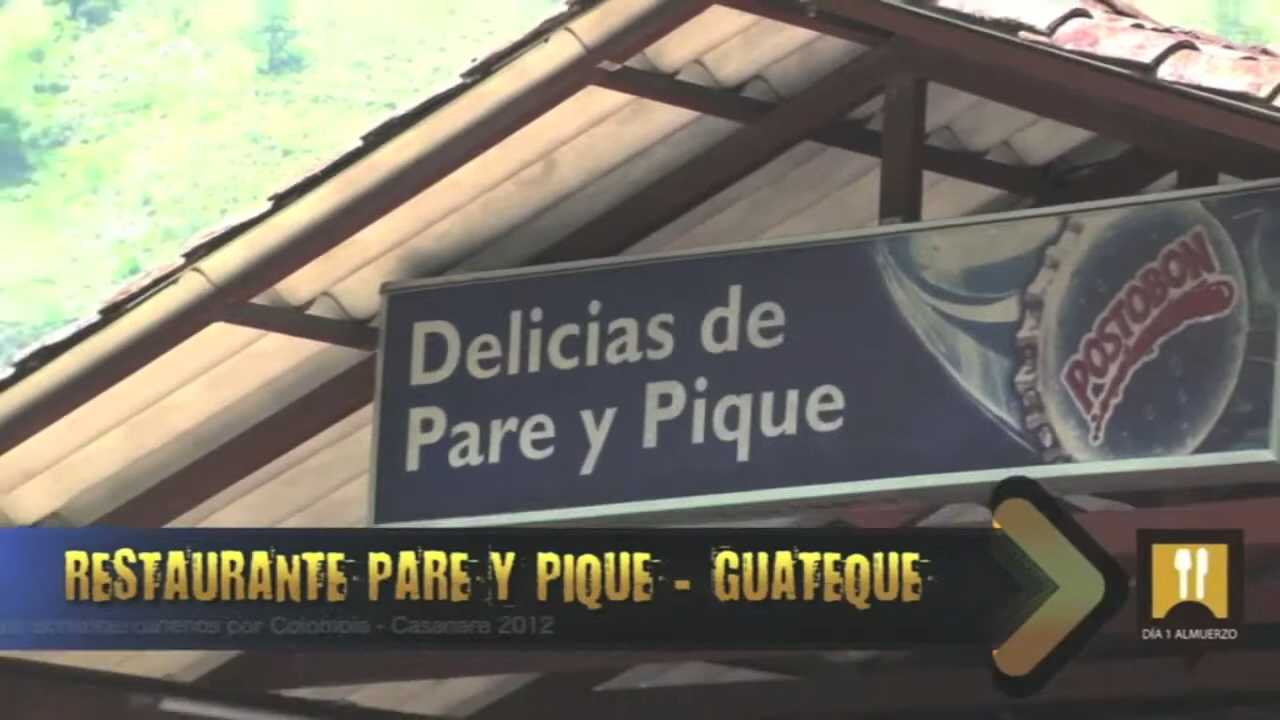 Delicias de
Pare y Pique
POSTOBON
RESTAURANTE PARE Y PIQUE - GUATEQUE
por Colombia - Casanare 2012
DÍA 1 ALMUERZO